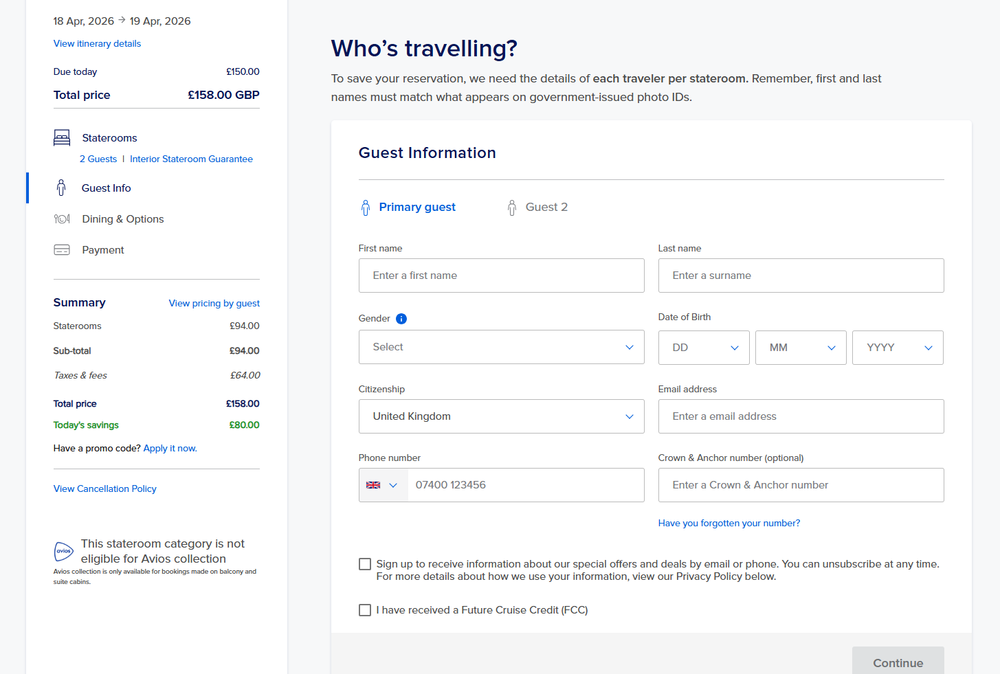 18 Apr, 2026 → 19 Apr, 2026
View itinerary details
Due today £150.00
Total price £158.00 GBP
Staterooms
2 Guests | Interior Stateroom Guarantee
Guest Info
Dining & Options
Payment
Summary View pricing by guest
Staterooms £94.00
Sub-total £94.00
Taxes & fees £64.00
Total price £158.00
Today's savings £80.00
Have a promo code? Apply it now.
View Cancellation Policy
avios
This stateroom category is not
eligible for Avios collection
Avios collection is only available for bookings made on balcony and
suite cabins.
Who's travelling?
To save your reservation, we need the details of each traveler per stateroom. Remember, first and last
names must match what appears on government-issued photo IDs.
Guest Information
Primary guest Guest 2
First name Last name
Enter a first name Enter a surname
Gender i Date of Birth
Select DD MM YYYY
Citizenship Email address
United Kingdom Enter a email address
Phone number Crown & Anchor number (optional)
07400 123456 Enter a Crown & Anchor number
Have you forgotten your number?
Sign up to receive information about our special offers and deals by email or phone. You can unsubscribe at any time.
For more details about how we use your information, view our Privacy Policy below.
I have received a Future Cruise Credit (FCC)
Continue